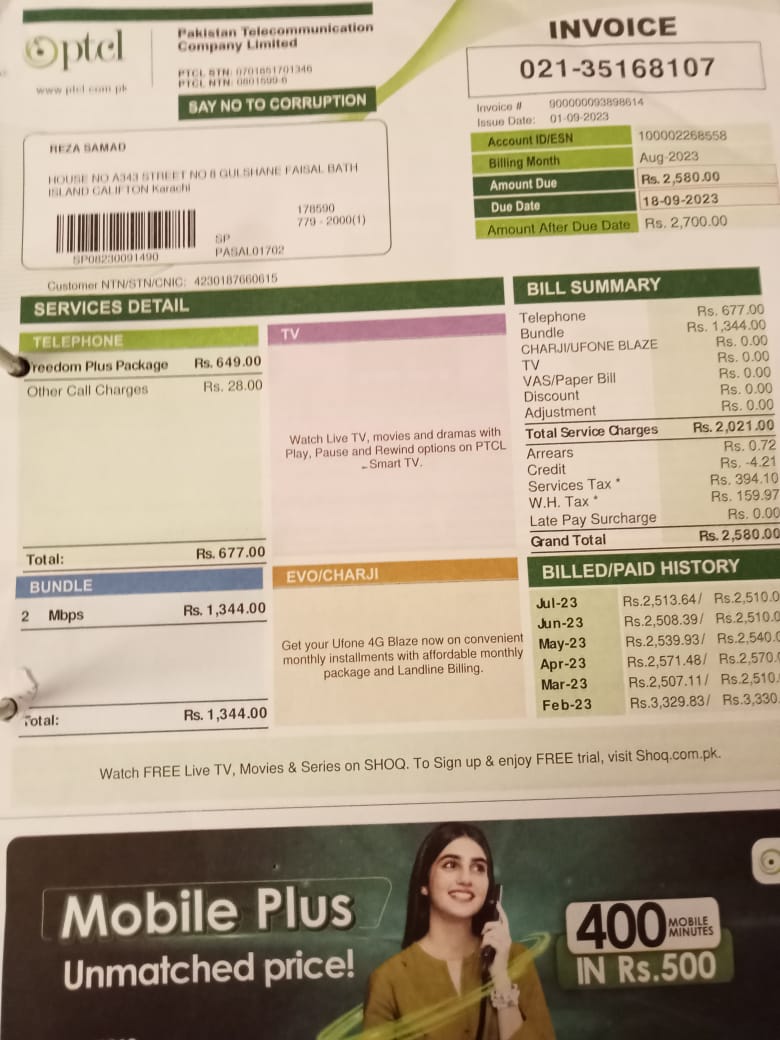 ptcl
www.ptcl.com.pk
Pakistan Telecommunication
Company Limited
PTCL STN: 0701851701346
PTCL NTN: 0801599-6
SAY NO TO CORRUPTION
INVOICE
021-35168107
Invoice # 900000093898614
Issue Date: 01-09-2023
Account ID/ESN 100002268558
Billing Month Aug-2023
Amount Due Rs. 2,580.00
Due Date 18-09-2023
Amount After Due Date Rs. 2,700.00
REZA SAMAD
HOUSE NO A343 STREET NO 8 GULSHANE FAISAL BATH
ISLAND CALIFTON Karachi
178590
779 - 2000(1)
SP
PASAL01702
SP08230091490
Customer NTN/STN/CNIC: 4230187660615
SERVICES DETAIL
TELEPHONE
reedom Plus Package Rs. 649.00
Other Call Charges Rs. 28.00
Total: Rs. 677.00
TV
Watch Live TV, movies and dramas with
Play, Pause and Rewind options on PTCL
Smart TV.
BUNDLE
2 Mbps Rs. 1,344.00
Total: Rs. 1,344.00
EVO/CHARJI
Get your Ufone 4G Blaze now on convenient
monthly installments with affordable monthly
package and Landline Billing.
BILL SUMMARY
Telephone Rs. 677.00
Bundle Rs. 1,344.00
CHARJI/UFONE BLAZE Rs. 0.00
TV Rs. 0.00
VAS/Paper Bill Rs. 0.00
Discount Rs. 0.00
Adjustment Rs. 0.00
Total Service Charges Rs. 2,021.00
Arrears Rs. 0.72
Credit Rs. -4.21
Services Tax * Rs. 394.10
W.H. Tax * Rs. 159.97
Late Pay Surcharge Rs. 0.00
Grand Total Rs. 2,580.00
BILLED/PAID HISTORY
Jul-23 Rs.2,513.64/ Rs.2,510.0
Jun-23 Rs.2,508.39/ Rs.2,510.0
May-23 Rs.2,539.93/ Rs.2,540.0
Apr-23 Rs.2,571.48/ Rs.2,570.
Mar-23 Rs.2,507.11/ Rs.2,510.
Feb-23 Rs.3,329.83/ Rs.3,330.
Watch FREE Live TV, Movies & Series on SHOQ. To Sign up & enjoy FREE trial, visit Shoq.com.pk.
Mobile Plus
Unmatched price!
400 MOBILE MINUTES
IN Rs.500